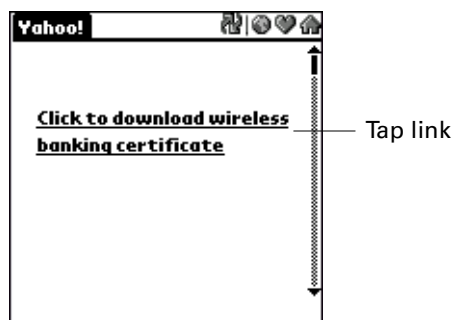 Yahoo!
Click to download wireless
banking certificate
Tap link